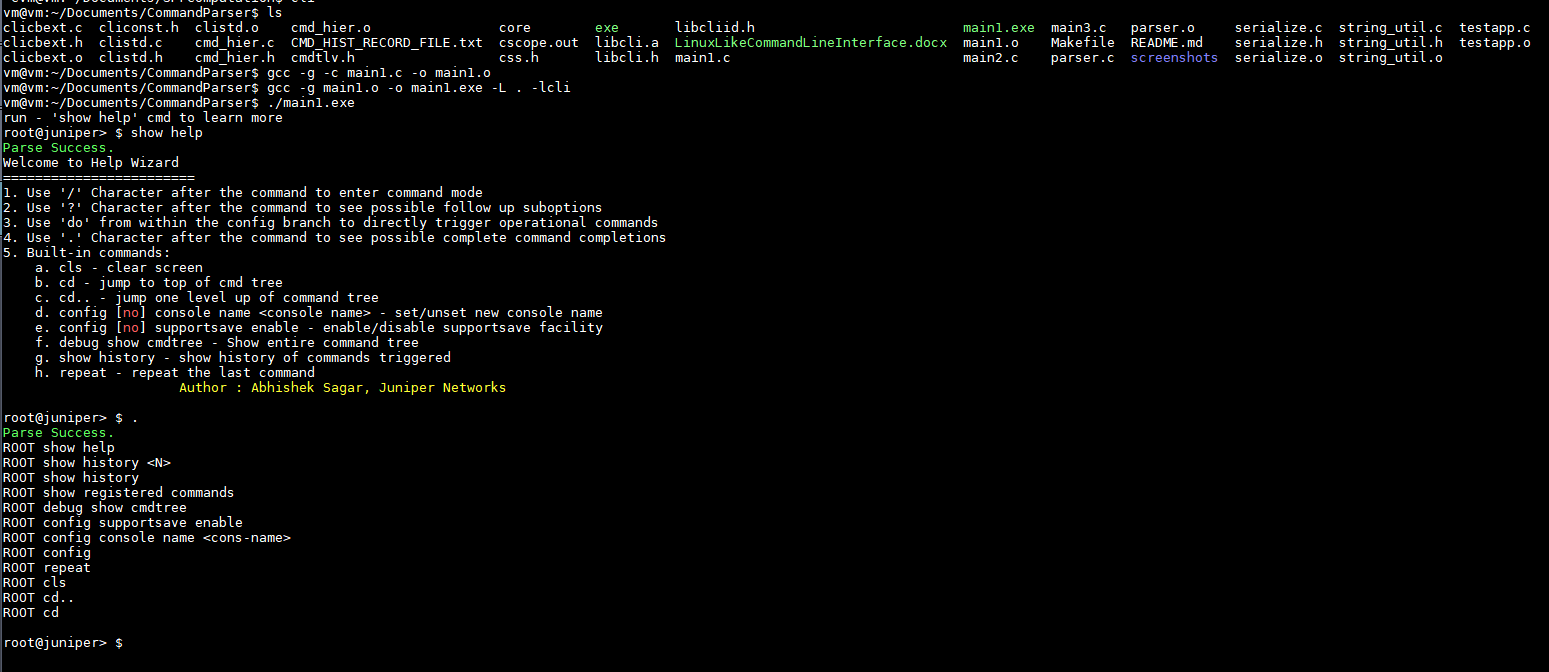 vm@vm:~/Documents/CommandParser$ ls
clicbext.c  cliconst.h  clistd.o    cmd_hier.o             core        exe       libcliid.h                         main1.exe  main3.c   parser.o     serialize.c  string_util.c  testapp.c
clicbext.h  clistd.c    cmd_hier.c  CMD_HIST_RECORD_FILE.txt  cscope.out  libcli.a  LinuxLikeCommandLineInterface.docx  main1.o    Makefile  README.md    serialize.h  string_util.h  testapp.o
clicbext.o  clistd.h    cmd_hier.h  cmdtlv.h               css.h       libcli.h  main1.c                            main2.c    parser.c  screenshots  serialize.o  string_util.o
vm@vm:~/Documents/CommandParser$ gcc -g -c main1.c -o main1.o
vm@vm:~/Documents/CommandParser$ gcc -g main1.o -o main1.exe -L . -lcli
vm@vm:~/Documents/CommandParser$ ./main1.exe
run - 'show help' cmd to learn more
root@juniper> $ show help
Parse Success.
Welcome to Help Wizard
========================
1. Use '/' Character after the command to enter command mode
2. Use '?' Character after the command to see possible follow up suboptions
3. Use 'do' from within the config branch to directly trigger operational commands
4. Use '.' Character after the command to see possible complete command completions
5. Built-in commands:
    a. cls - clear screen
    b. cd - jump to top of cmd tree
    c. cd.. - jump one level up of command tree
    d. config [no] console name <console name> - set/unset new console name
    e. config [no] supportsave enable - enable/disable supportsave facility
    f. debug show cmdtree - Show entire command tree
    g. show history - show history of commands triggered
    h. repeat - repeat the last command
                      Author : Abhishek Sagar, Juniper Networks
root@juniper> $ .
Parse Success.
ROOT show help
ROOT show history <N>
ROOT show history
ROOT show registered commands
ROOT debug show cmdtree
ROOT config supportsave enable
ROOT config console name <cons-name>
ROOT config
ROOT repeat
ROOT cls
ROOT cd..
ROOT cd
root@juniper> $